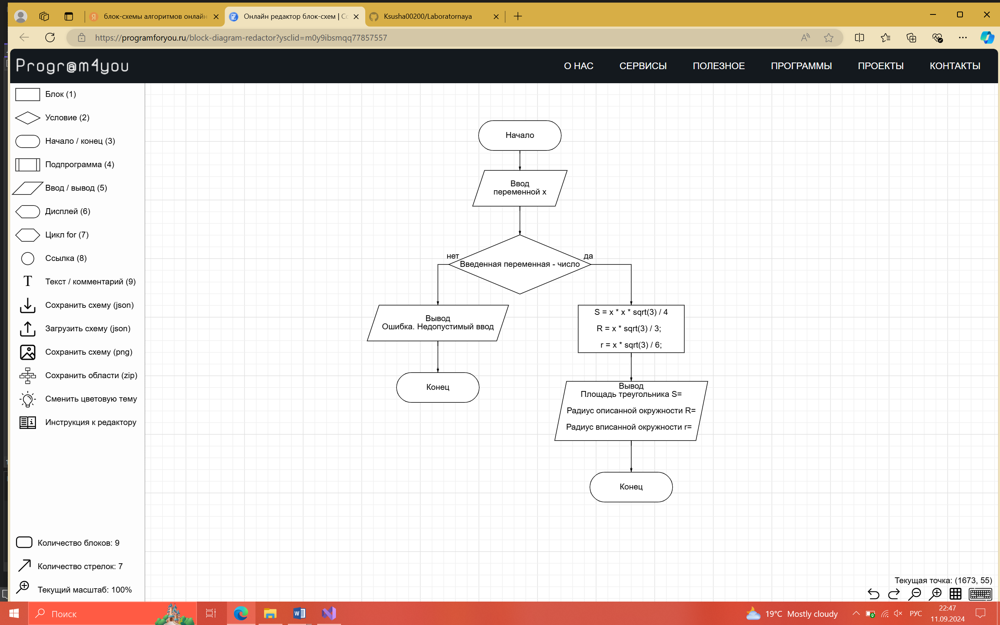 блок-схемы алгоритмов онлайн
Онлайн редактор блок-схем | Сс
Ksusha00200/Laboratornaya
https://programforyou.ru/block-diagram-redactor?ysclid=m0y9ibsmqq77857557
Progr@m4you
О НАС
СЕРВИСЫ
ПОЛЕЗНОЕ
ПРОГРАММЫ
ПРОЕКТЫ
КОНТАКТЫ
Блок (1)
Условие (2)
Начало / конец (3)
Подпрограмма (4)
Ввод / вывод (5)
Дисплей (6)
Цикл for (7)
Ссылка (8)
Текст / комментарий (9)
Сохранить схему (json)
Загрузить схему (json)
Сохранить схему (png)
Сохранить области (zip)
Сменить цветовую тему
Инструкция к редактору
Количество блоков: 9
Количество стрелок: 7
Текущий масштаб: 100%
Начало
Ввод
переменной x
нет
да
Введенная переменная - число
Вывод
Ошибка. Недопустимый ввод
Конец
S = x * x * sqrt(3) / 4
R = x * sqrt(3) / 3;
r = x * sqrt(3) / 6;
Вывод
Площадь треугольника S=
Радиус описанной окружности R=
Радиус вписанной окружности r=
Конец
Текущая точка: (1673, 55)
Поиск
19°C Mostly cloudy
РУС
22:47
11.09.2024